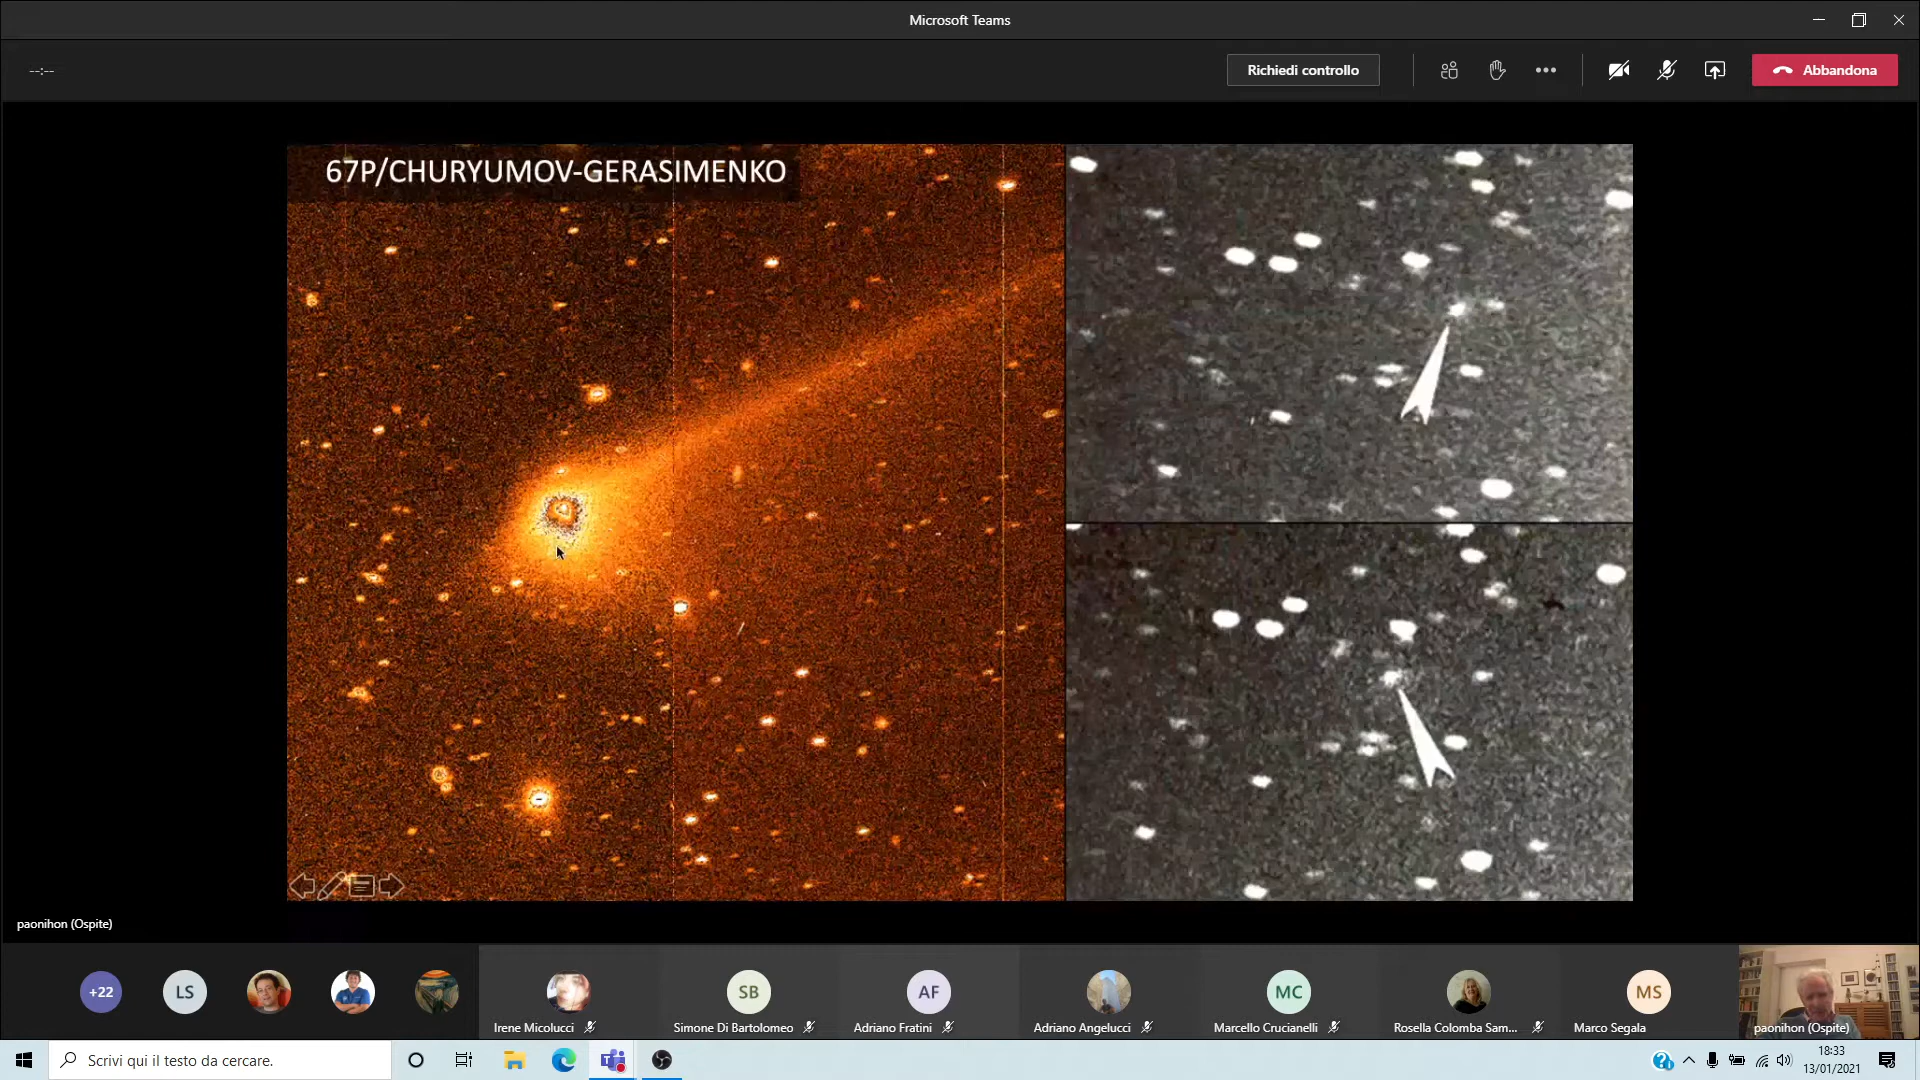 Microsoft Teams
--:--
Richiedi controllo
Abbandona
67P/CHURYUMOV-GERASIMENKO
paonihon (Ospite)
+22
LS
SB
AF
MC
MS
Irene Micolucci
Simone Di Bartolomeo
Adriano Fratini
Adriano Angelucci
Marcello Crucianelli
Rosella Colomba Sam...
Marco Segala
paonihon (Ospite)
Scrivi qui il testo da cercare.
18:33
13/01/2021